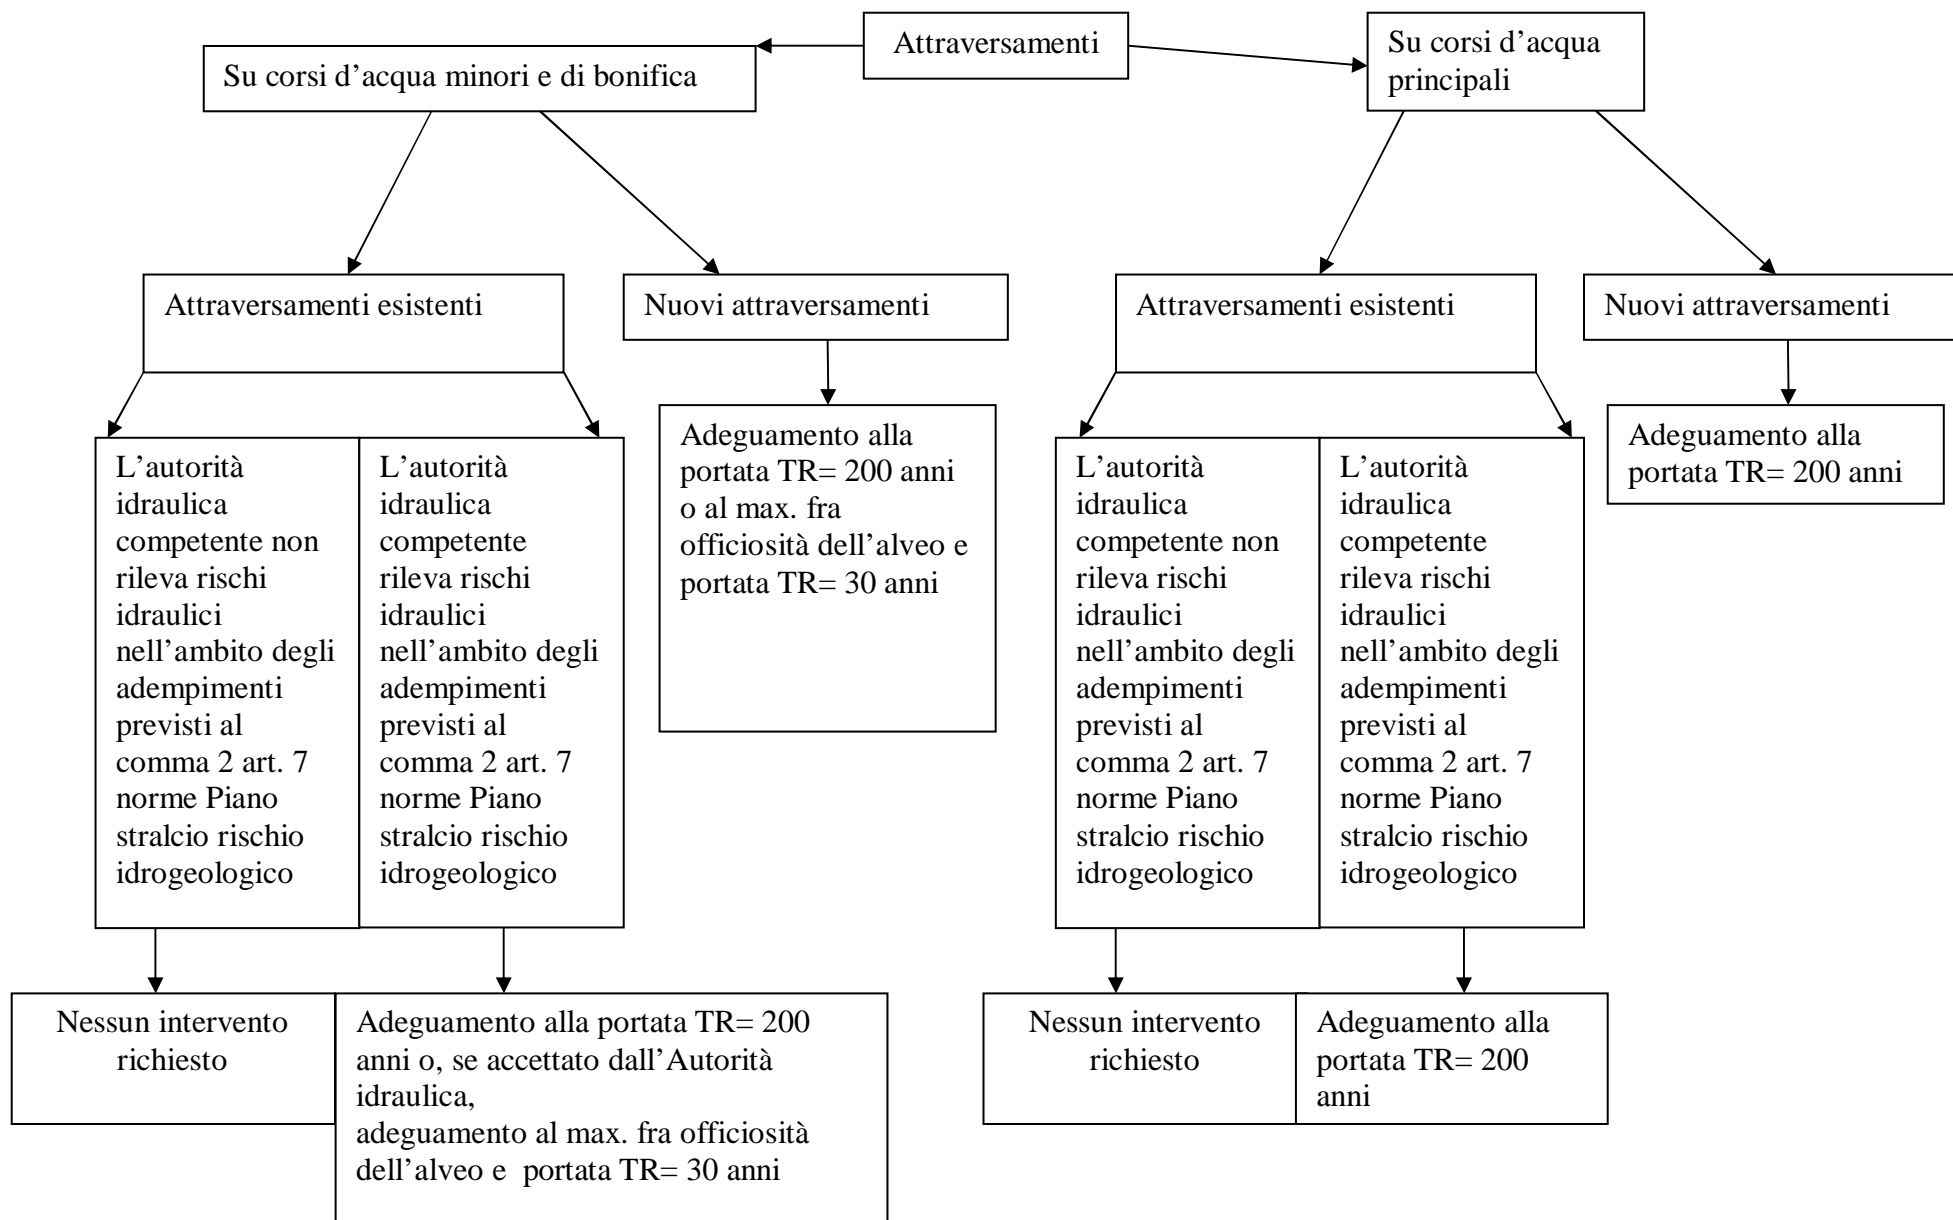 Attraversamenti
Su corsi d’acqua minori e di bonifica
Su corsi d’acqua
principali
Attraversamenti esistenti
Nuovi attraversamenti
Attraversamenti esistenti
Nuovi attraversamenti
L’autorità
idraulica
competente non
rileva rischi
idraulici
nell’ambito degli
adempimenti
previsti al
comma 2 art. 7
norme Piano
stralcio rischio
idrogeologico
L’autorità
idraulica
competente
rileva rischi
idraulici
nell’ambito degli
adempimenti
previsti al
comma 2 art. 7
norme Piano
stralcio rischio
idrogeologico
Adeguamento alla
portata TR= 200 anni
o al max. fra
officiosità dell’alveo e
portata TR= 30 anni
L’autorità
idraulica
competente non
rileva rischi
idraulici
nell’ambito degli
adempimenti
previsti al
comma 2 art. 7
norme Piano
stralcio rischio
idrogeologico
L’autorità
idraulica
competente
rileva rischi
idraulici
nell’ambito degli
adempimenti
previsti al
comma 2 art. 7
norme Piano
stralcio rischio
idrogeologico
Adeguamento alla
portata TR= 200 anni
Nessun intervento
richiesto
Adeguamento alla portata TR= 200
anni o, se accettato dall’Autorità
idraulica,
adeguamento al max. fra officiosità
dell’alveo e  portata TR= 30 anni
Nessun intervento
richiesto
Adeguamento alla
portata TR= 200
anni